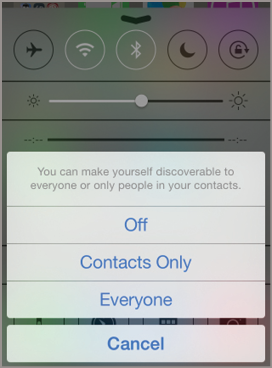 --:--
--:--
You can make yourself discoverable to
everyone or only people in your contacts.
Off
Contacts Only
Everyone
Cancel